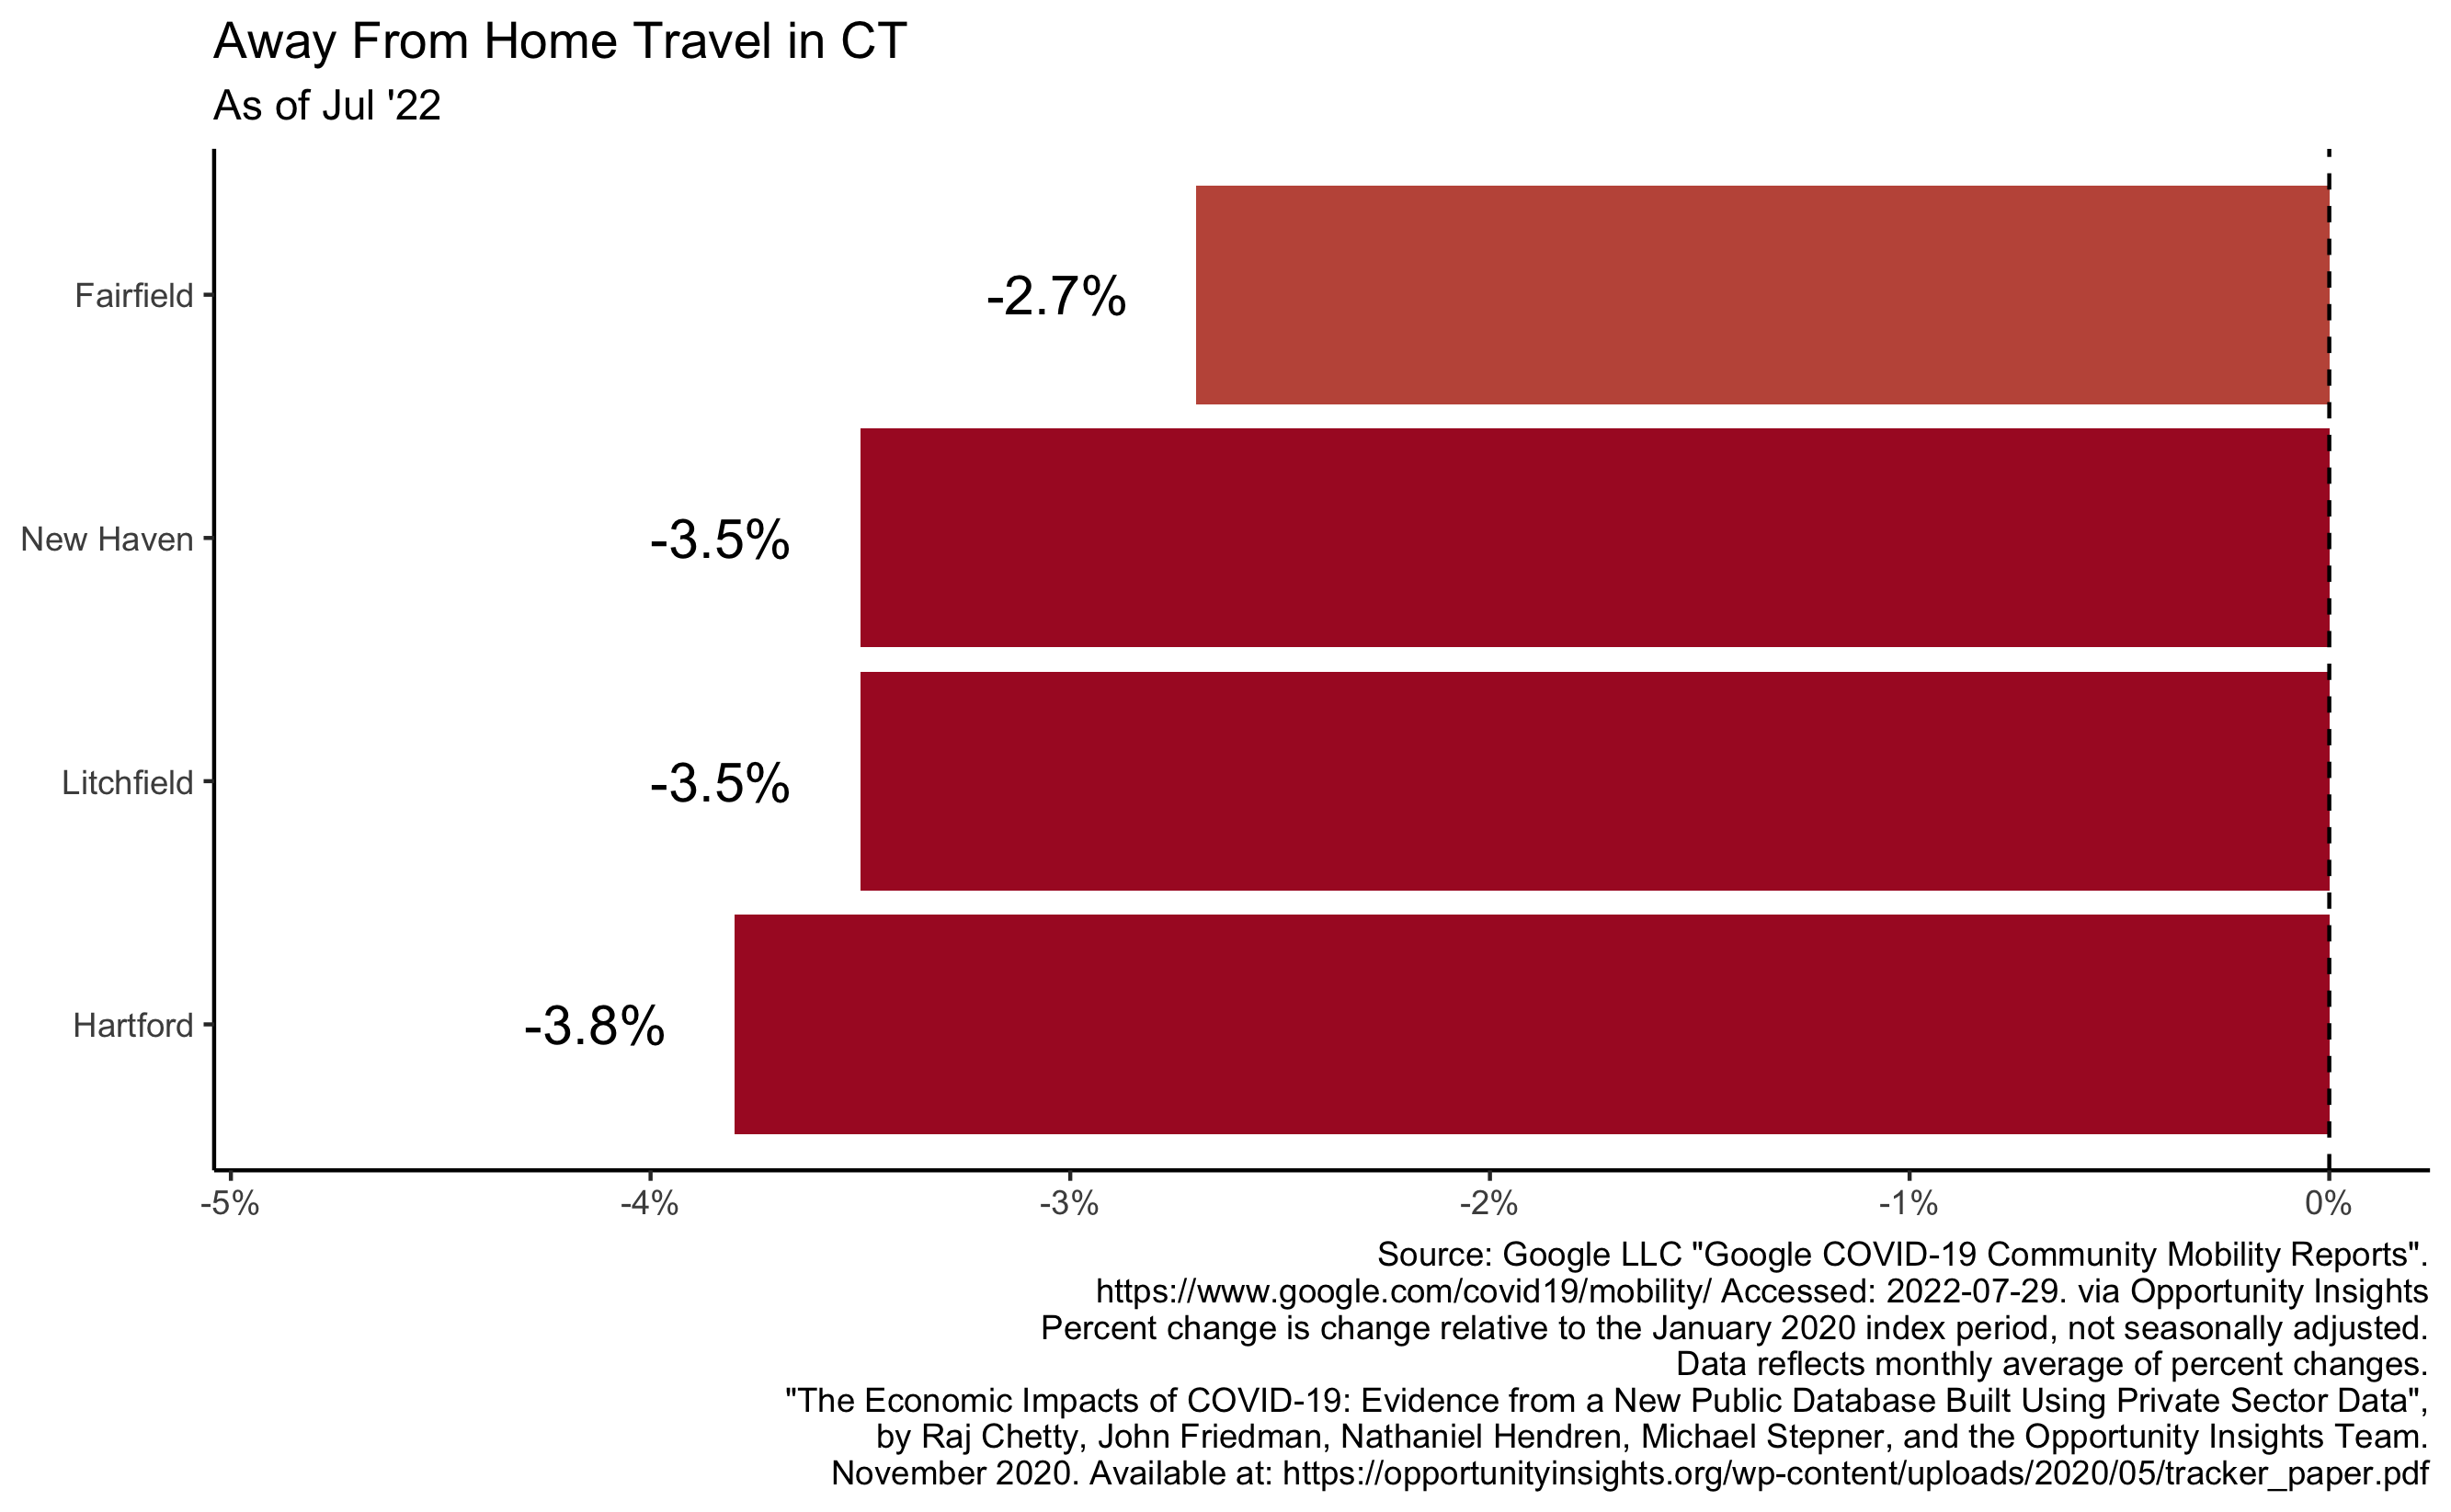 Away From Home Travel in CT
As of Jul '22
Fairfield
-2.7%
New Haven
-3.5%
Litchfield
-3.5%
Hartford
-3.8%
-5%
-4%
-3%
-2%
-1%
0%
Source: Google LLC "Google COVID-19 Community Mobility Reports".
https://www.google.com/covid19/mobility/ Accessed: 2022-07-29. via Opportunity Insights
Percent change is change relative to the January 2020 index period, not seasonally adjusted.
Data reflects monthly average of percent changes.
"The Economic Impacts of COVID-19: Evidence from a New Public Database Built Using Private Sector Data",
by Raj Chetty, John Friedman, Nathaniel Hendren, Michael Stepner, and the Opportunity Insights Team.
November 2020. Available at: https://opportunityinsights.org/wp-content/uploads/2020/05/tracker_paper.pdf